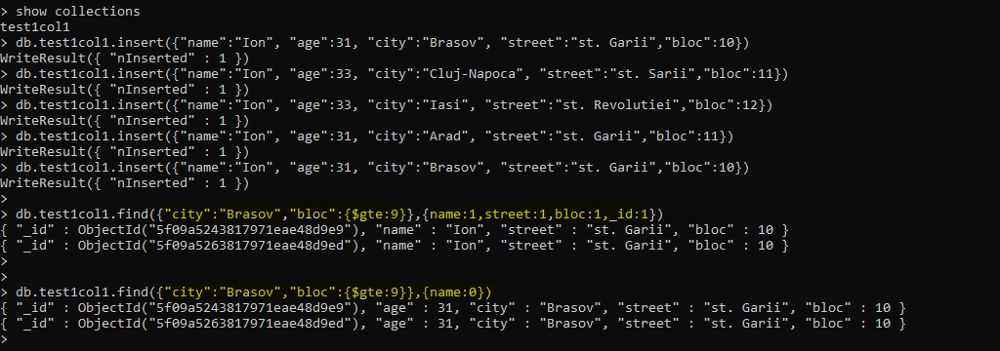 > show collections
test1col1
> db.test1col1.insert({"name":"Ion", "age":31, "city":"Brasov", "street":"st. Garii","bloc":10})
WriteResult({ "nInserted" : 1 })
> db.test1col1.insert({"name":"Ion", "age":33, "city":"Cluj-Napoca", "street":"st. Sarii","bloc":11})
WriteResult({ "nInserted" : 1 })
> db.test1col1.insert({"name":"Ion", "age":33, "city":"Iasi", "street":"st. Revolutiei","bloc":12})
WriteResult({ "nInserted" : 1 })
> db.test1col1.insert({"name":"Ion", "age":31, "city":"Arad", "street":"st. Garii","bloc":11})
WriteResult({ "nInserted" : 1 })
> db.test1col1.insert({"name":"Ion", "age":31, "city":"Brasov", "street":"st. Garii","bloc":10})
WriteResult({ "nInserted" : 1 })
>
> db.test1col1.find({"city":"Brasov","bloc":{$gte:9}},{name:1,street:1,bloc:1,_id:1})
{ "_id" : ObjectId("5f09a5243817971eae48d9e9"), "name" : "Ion", "street" : "st. Garii", "bloc" : 10 }
{ "_id" : ObjectId("5f09a5263817971eae48d9ed"), "name" : "Ion", "street" : "st. Garii", "bloc" : 10 }
>
>
> db.test1col1.find({"city":"Brasov","bloc":{$gte:9}},{name:0})
{ "_id" : ObjectId("5f09a5243817971eae48d9e9"), "age" : 31, "city" : "Brasov", "street" : "st. Garii", "bloc" : 10 }
{ "_id" : ObjectId("5f09a5263817971eae48d9ed"), "age" : 31, "city" : "Brasov", "street" : "st. Garii", "bloc" : 10 }
>